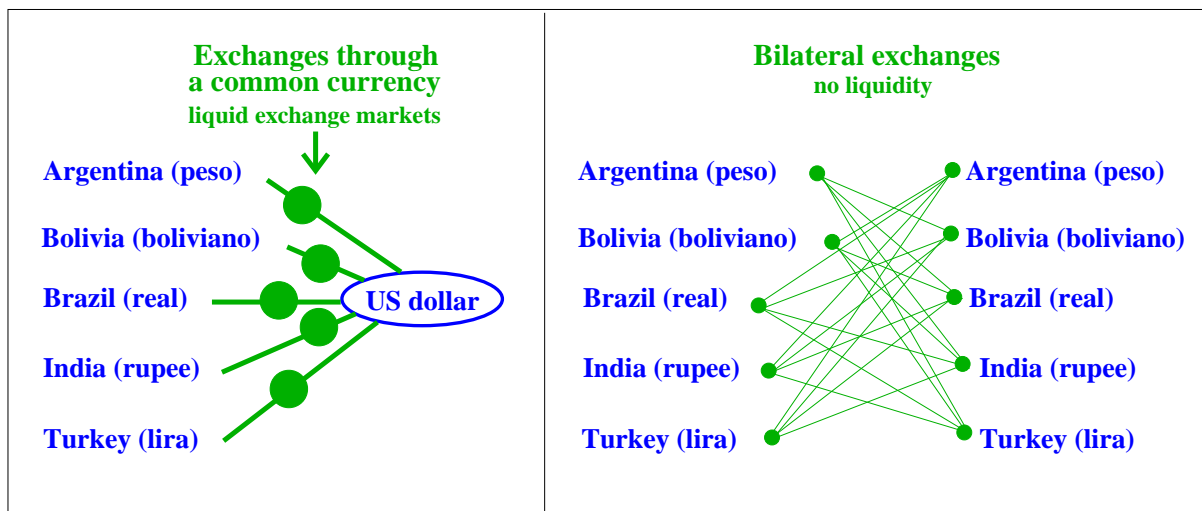 Exchanges through
a common currency
liquid exchange markets
Argentina (peso)
Bolivia (boliviano)
Brazil (real)
US dollar
India (rupee)
Turkey (lira)
Bilateral exchanges
no liquidity
Argentina (peso)
Bolivia (boliviano)
Brazil (real)
India (rupee)
Turkey (lira)
Argentina (peso)
Bolivia (boliviano)
Brazil (real)
India (rupee)
Turkey (lira)